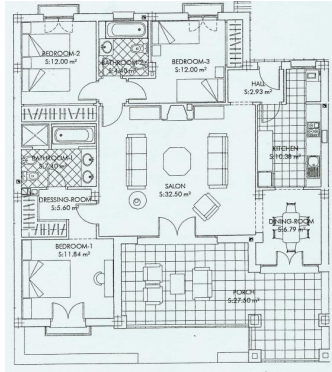 BEDROOM-2
S:12.00 m²
BATHROOM-2
BEDROOM-3
S:12.00 m²
HALL
S:2.93 m²
KITCHEN
S:10.38 m²
BATHROOM-1
SALON
S:32.50 m²
DRESSING-ROOM
S:5.60 m²
DINING-ROOM
S:6.79 m²
BEDROOM-1
S:11.84 m²
PORCH
S:27.50 m²